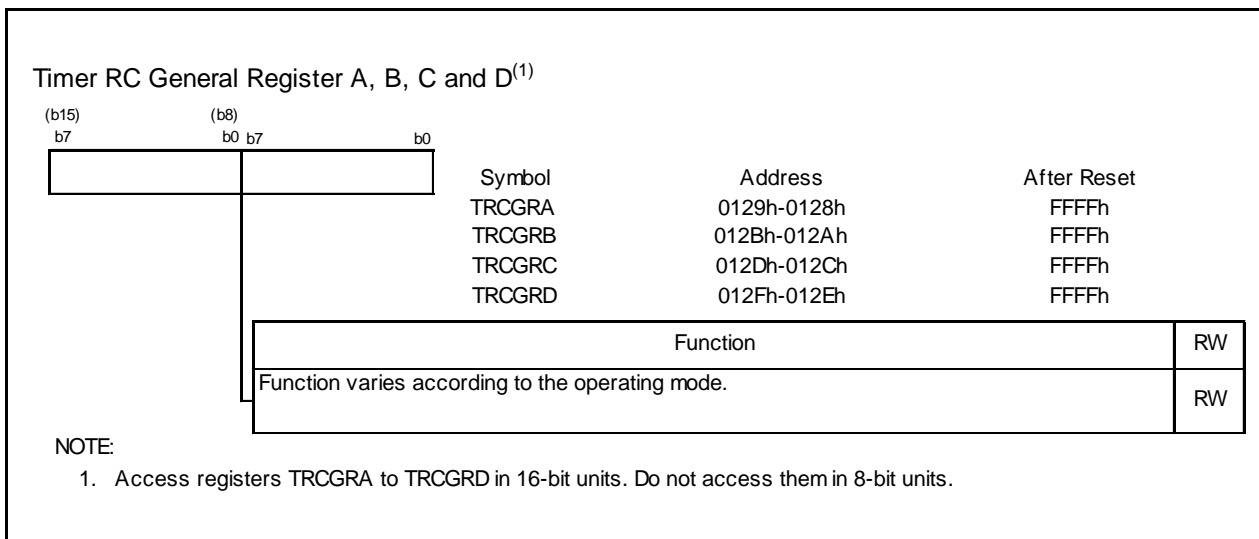 Timer RC General Register A, B, C and D(1)
(b15) (b8)
b7 b0 b7 b0
Symbol Address After Reset
TRCGRA 0129h-0128h FFFFh
TRCGRB 012Bh-012Ah FFFFh
TRCGRC 012Dh-012Ch FFFFh
TRCGRD 012Fh-012Eh FFFFh
Function RW
Function varies according to the operating mode. RW
NOTE:
1. Access registers TRCGRA to TRCGRD in 16-bit units. Do not access them in 8-bit units.